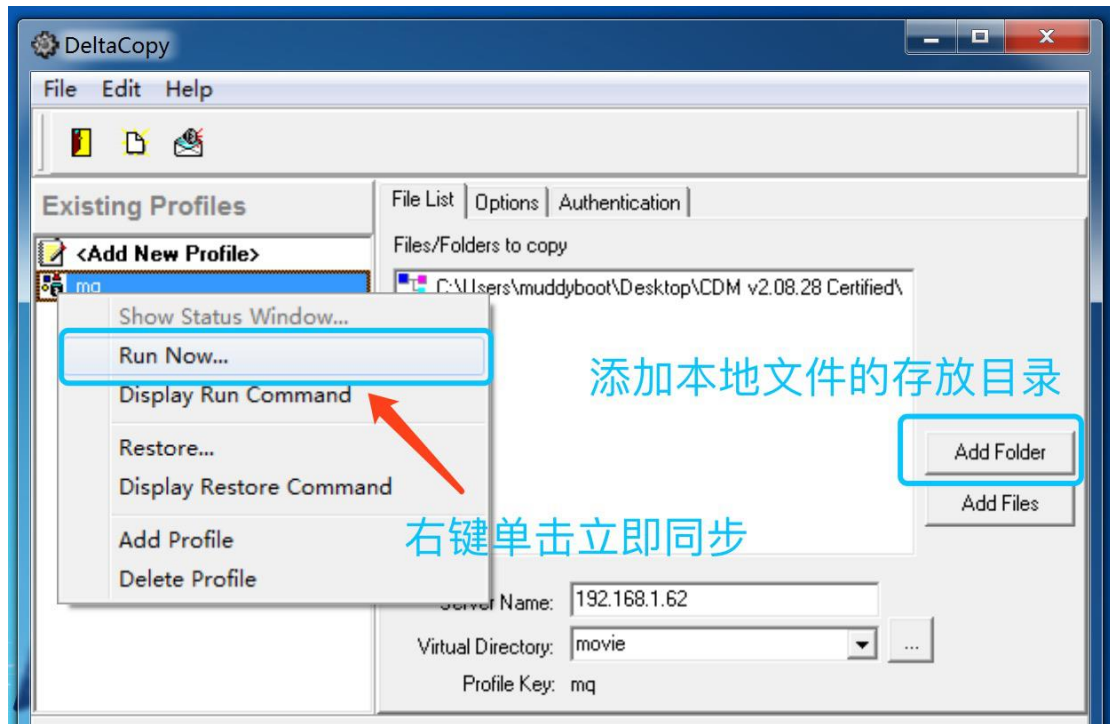 DeltaCopy
File Edit Help
Existing Profiles
<Add New Profile>
mq
Show Status Window...
Run Now...
Display Run Command
Restore...
Display Restore Command
Add Profile
Delete Profile
File List Options Authentication
Files/Folders to copy
C:\Users\muddyboot\Desktop\CDM v2.08.28 Certified\
添加本地文件的存放目录
Add Folder
Add Files
右键单击立即同步
Server Name: 192.168.1.62
Virtual Directory: movie ...
Profile Key: mq